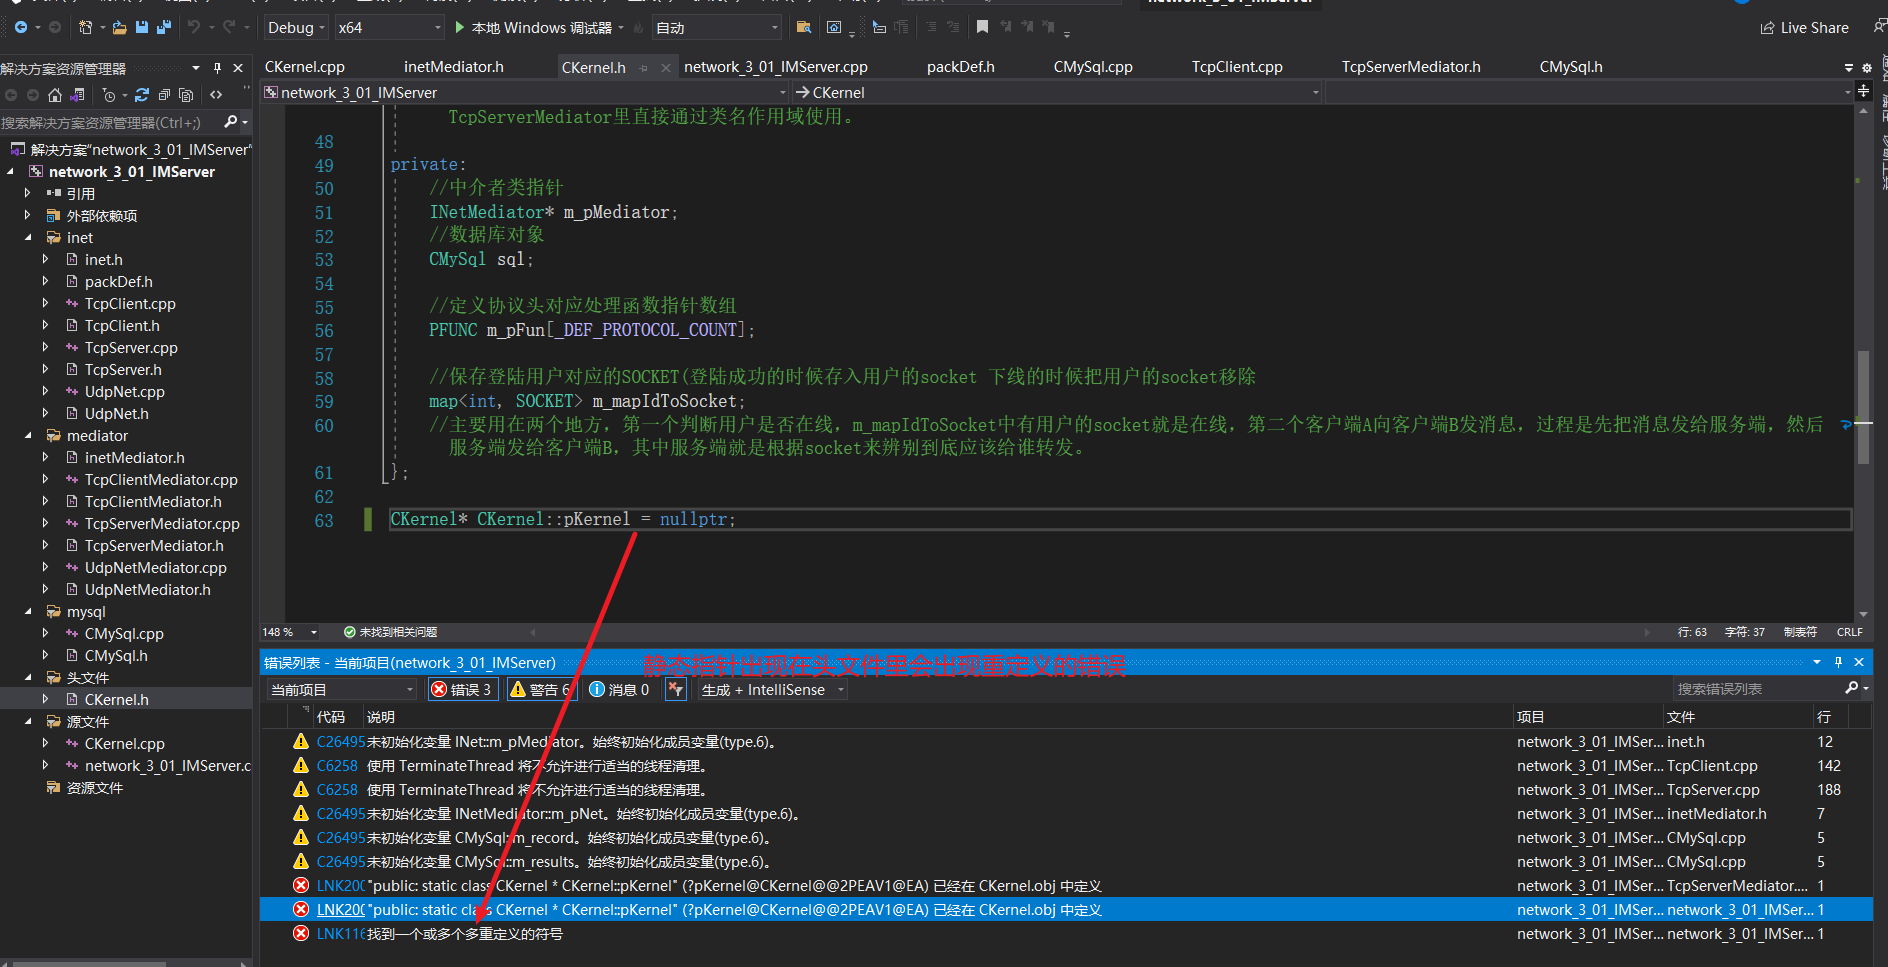 Debug
x64
本地 Windows 调试器
自动
Live Share
解决方案资源管理器
CKernel.cpp
inetMediator.h
CKernel.h
network_3_01_IMServer.cpp
packDef.h
CMySql.cpp
TcpClient.cpp
TcpServerMediator.h
CMySql.h
network_3_01_IMServer
CKernel
搜索解决方案资源管理器(Ctrl+;)
解决方案"network_3_01_IMServer"
network_3_01_IMServer
引用
外部依赖项
inet
inet.h
packDef.h
TcpClient.cpp
TcpClient.h
TcpServer.cpp
TcpServer.h
UdpNet.cpp
UdpNet.h
mediator
inetMediator.h
TcpClientMediator.cpp
TcpClientMediator.h
TcpServerMediator.cpp
TcpServerMediator.h
UdpNetMediator.cpp
UdpNetMediator.h
mysql
CMySql.cpp
CMySql.h
头文件
CKernel.h
源文件
CKernel.cpp
network_3_01_IMServer.c
资源文件
TcpServerMediator里直接通过类名作用域使用。
48
49 private:
50 //中介者类指针
51 INetMediator* m_pMediator;
52 //数据库对象
53 CMySql sql;
54
55 //定义协议头对应处理函数指针数组
56 PFUNC m_pFun[_DEF_PROTOCOL_COUNT];
57
58 //保存登陆用户对应的SOCKET(登陆成功的时候存入用户的socket 下线的时候把用户的socket移除
59 map<int, SOCKET> m_mapIdToSocket;
60 //主要用在两个地方，第一个判断用户是否在线，m_mapIdToSocket中有用户的socket就是在线，第二个客户端A向客户端B发消息，过程是先把消息发给服务端，然后
服务端发给客户端B，其中服务端就是根据socket来辨别到底应该给谁转发。
61 };
62
63 CKernel* CKernel::pKernel = nullptr;
148 %
未找到相关问题
行: 63
字符: 37
制表符
CRLF
错误列表 - 当前项目(network_3_01_IMServer)
静态指针出现在头文件里会出现重定义的错误
当前项目
错误 3
警告 6
消息 0
生成 + IntelliSense
搜索错误列表
代码 说明 项目 文件 行
C26495 未初始化变量 INet::m_pMediator。始终初始化成员变量(type.6)。 network_3_01_IMSer... inet.h 12
C6258 使用 TerminateThread 将不允许进行适当的线程清理。 network_3_01_IMSer... TcpClient.cpp 142
C6258 使用 TerminateThread 将不允许进行适当的线程清理。 network_3_01_IMSer... TcpServer.cpp 188
C26495 未初始化变量 INetMediator::m_pNet。始终初始化成员变量(type.6)。 network_3_01_IMSer... inetMediator.h 7
C26495 未初始化变量 CMySql::m_record。始终初始化成员变量(type.6)。 network_3_01_IMSer... CMySql.cpp 5
C26495 未初始化变量 CMySql::m_results。始终初始化成员变量(type.6)。 network_3_01_IMSer... CMySql.cpp 5
LNK200 "public: static class CKernel * CKernel::pKernel" (?pKernel@CKernel@@2PEAV1@EA) 已经在 CKernel.obj 中定义 network_3_01_IMSer... TcpServerMediator.... 1
LNK200 "public: static class CKernel * CKernel::pKernel" (?pKernel@CKernel@@2PEAV1@EA) 已经在 CKernel.obj 中定义 network_3_01_IMSer... network_3_01_IMSer... 1
LNK116 找到一个或多个多重定义的符号 network_3_01_IMSer... network_3_01_IMSer... 1